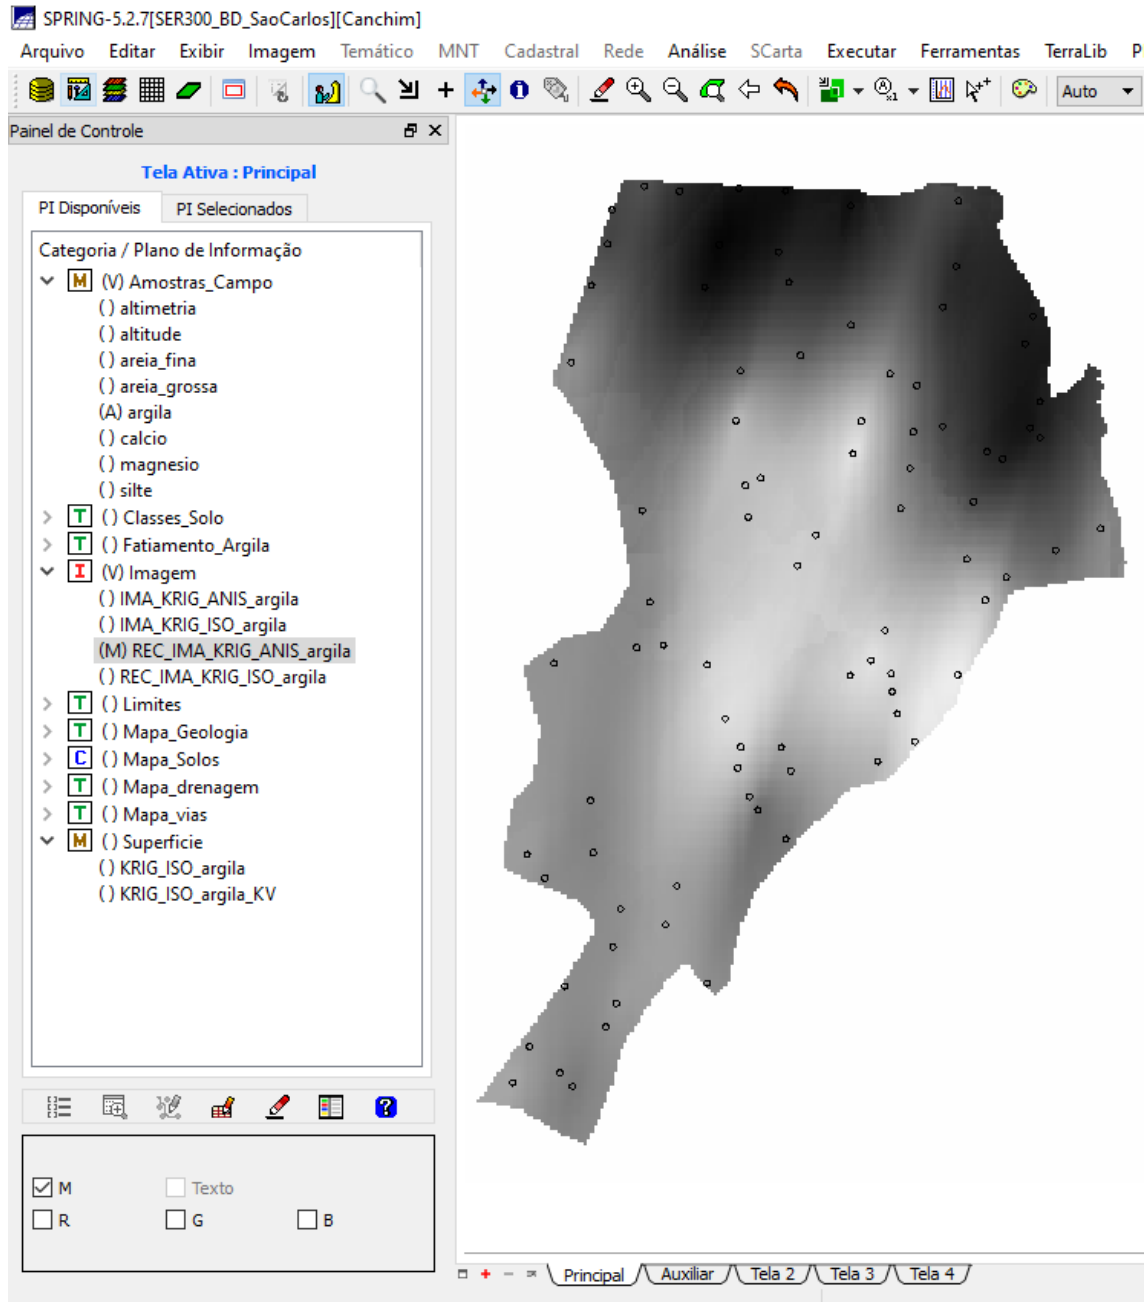 SPRING-5.2.7[SER300_BD_SaoCarlos][Canchim]
Arquivo Editar Exibir Imagem Temático MNT Cadastral Rede Análise SCarta Executar Ferramentas TerraLib P
Auto
Painel de Controle
Tela Ativa : Principal
PI Disponíveis PI Selecionados
Categoria / Plano de Informação
M (V) Amostras_Campo
( ) altimetria
( ) altitude
( ) areia_fina
( ) areia_grossa
(A) argila
( ) calcio
( ) magnesio
( ) silte
T ( ) Classes_Solo
T ( ) Fatiamento_Argila
I (V) Imagem
( ) IMA_KRIG_ANIS_argila
( ) IMA_KRIG_ISO_argila
(M) REC_IMA_KRIG_ANIS_argila
( ) REC_IMA_KRIG_ISO_argila
T ( ) Limites
T ( ) Mapa_Geologia
C ( ) Mapa_Solos
T ( ) Mapa_drenagem
T ( ) Mapa_vias
M ( ) Superficie
( ) KRIG_ISO_argila
( ) KRIG_ISO_argila_KV
M Texto
R G B
Principal Auxiliar Tela 2 Tela 3 Tela 4